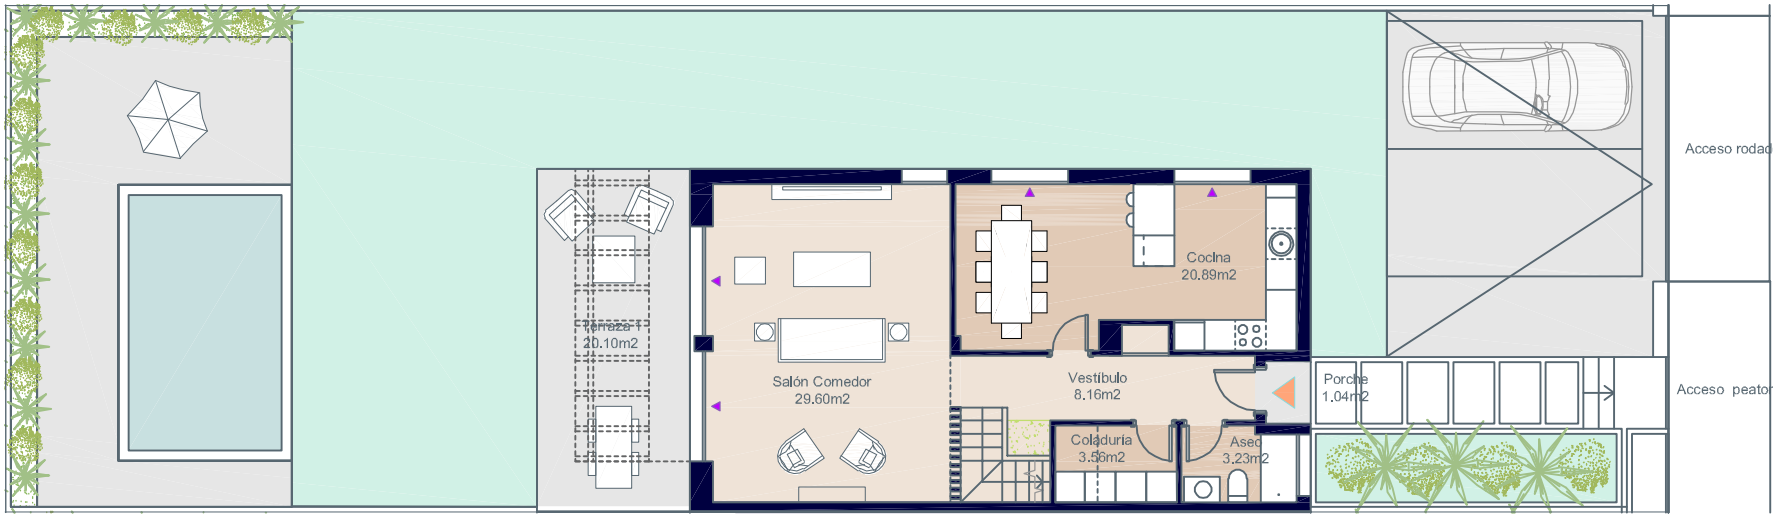 Acceso rodad
Cocina
20.89m2
Terraza 1
20.10m2
Salón Comedor
29.60m2
Vestíbulo
8.16m2
Porche
1.04m2
Acceso peator
Coladuría
3.56m2
Aseo
3.23m2